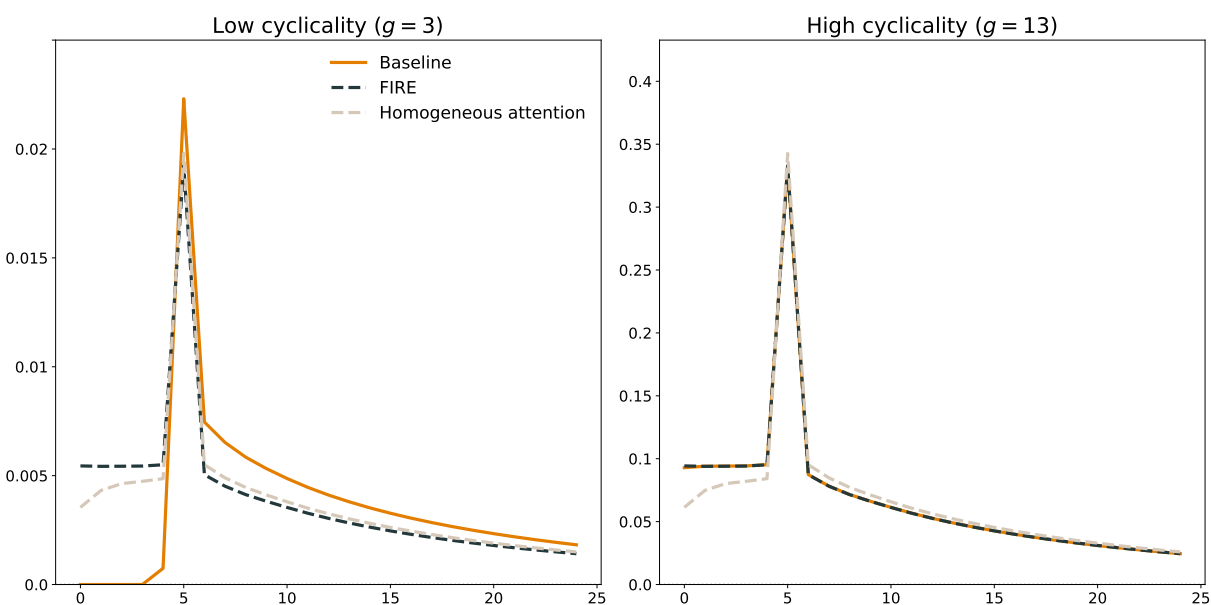 Low cyclicality (g = 3)
Baseline
FIRE
Homogeneous attention
0.02
0.015
0.01
0.005
0.0
0 5 10 15 20 25
High cyclicality (g = 13)
0.4
0.35
0.3
0.25
0.2
0.15
0.1
0.05
0.0
0 5 10 15 20 25